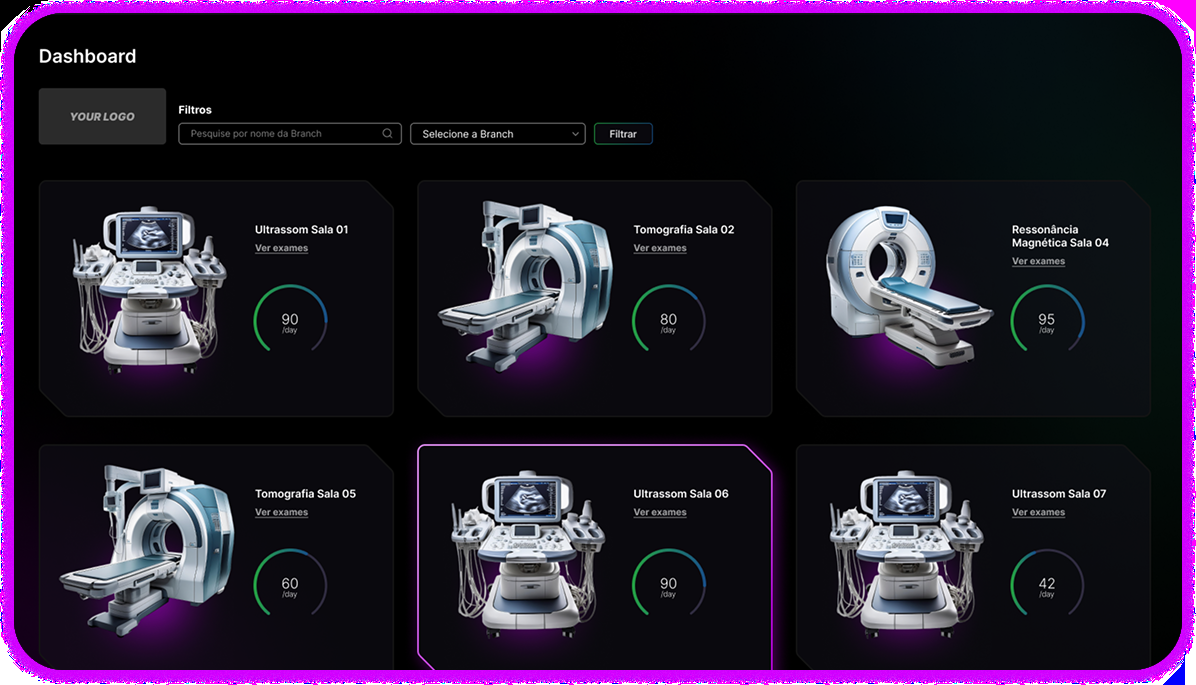 Dashboard
YOUR LOGO
Filtros
Pesquise por nome da Branch
Selecione a Branch
Filtrar
Ultrassom Sala 01
Ver exames
90
/day
Tomografia Sala 02
Ver exames
80
/day
Ressonância
Magnética Sala 04
Ver exames
95
/day
Tomografia Sala 05
Ver exames
60
/day
Ultrassom Sala 06
Ver exames
90
/day
Ultrassom Sala 07
Ver exames
42
/day